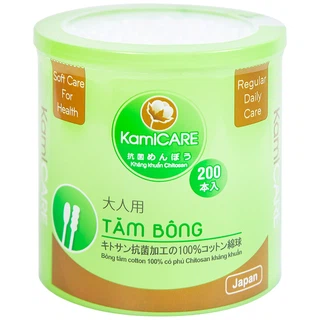 Soft Care
For
Health
Regular
Daily
Care
KamiCARE
抗菌めんぼう
Kháng khuẩn Chitosan
200
本入
大人用
TĂM BÔNG
キトサン抗菌加工の100%コットン綿球
Bông tăm cotton 100% có phủ Chitosan kháng khuẩn
Japan
KamiCARE
KamiCARE